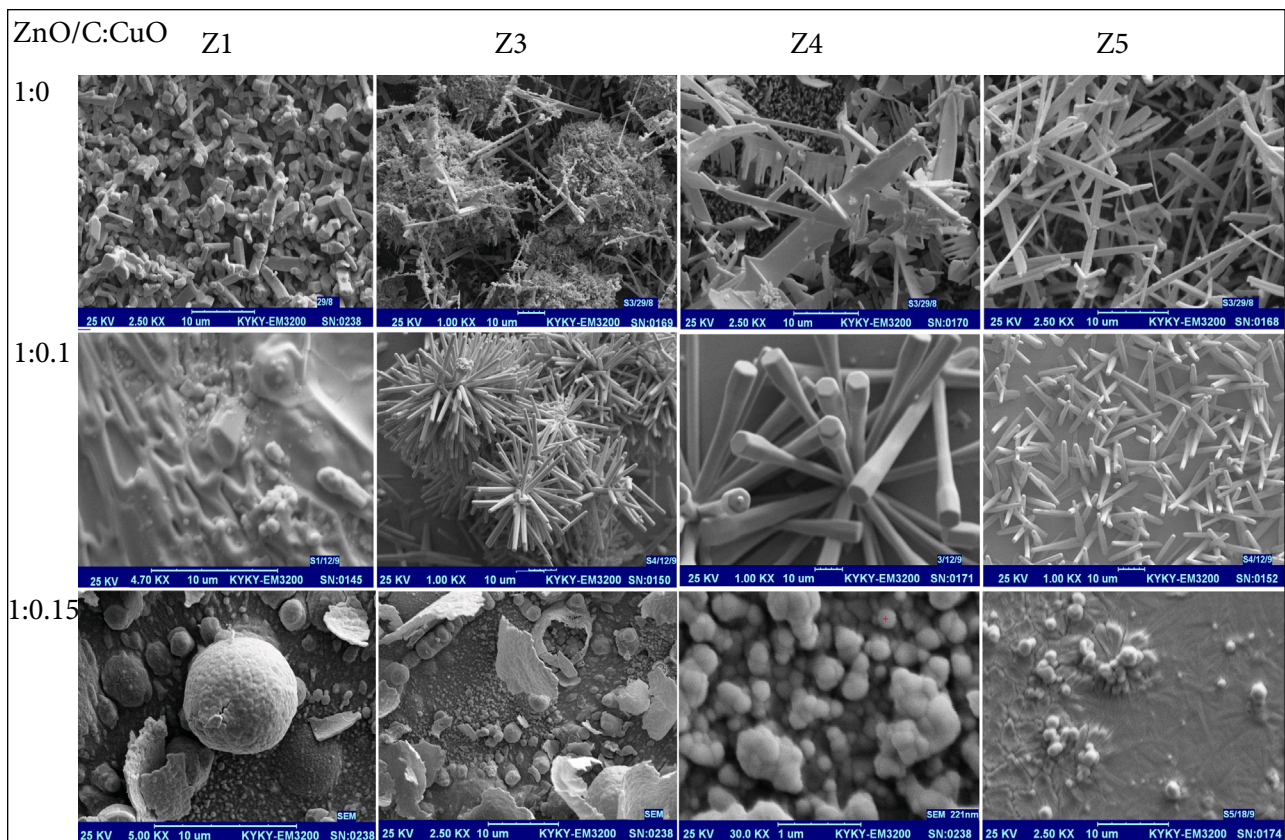 ZnO/C:CuO Z1 Z3 Z4 Z5
1:0
29/8 S3/29/8 S3/29/8 S3/29/8
25 KV 2.50 KX 10 um KYKY-EM3200 SN:0238 25 KV 1.00 KX 10 um KYKY-EM3200 SN:0169 25 KV 2.50 KX 10 um KYKY-EM3200 SN:0170 25 KV 2.50 KX 10 um KYKY-EM3200 SN:0168
1:0.1
S1/12/9 S4/12/9 3/12/9 S4/12/9
25 KV 4.70 KX 10 um KYKY-EM3200 SN:0145 25 KV 1.00 KX 10 um KYKY-EM3200 SN:0150 25 KV 1.00 KX 10 um KYKY-EM3200 SN:0171 25 KV 1.00 KX 10 um KYKY-EM3200 SN:0152
1:0.15
SEM SEM SEM 221nm S5/18/9
25 KV 5.00 KX 10 um KYKY-EM3200 SN:0238 25 KV 2.50 KX 10 um KYKY-EM3200 SN:0238 25 KV 30.0 KX 1 um KYKY-EM3200 SN:0238 25 KV 2.50 KX 10 um KYKY-EM3200 SN:0174